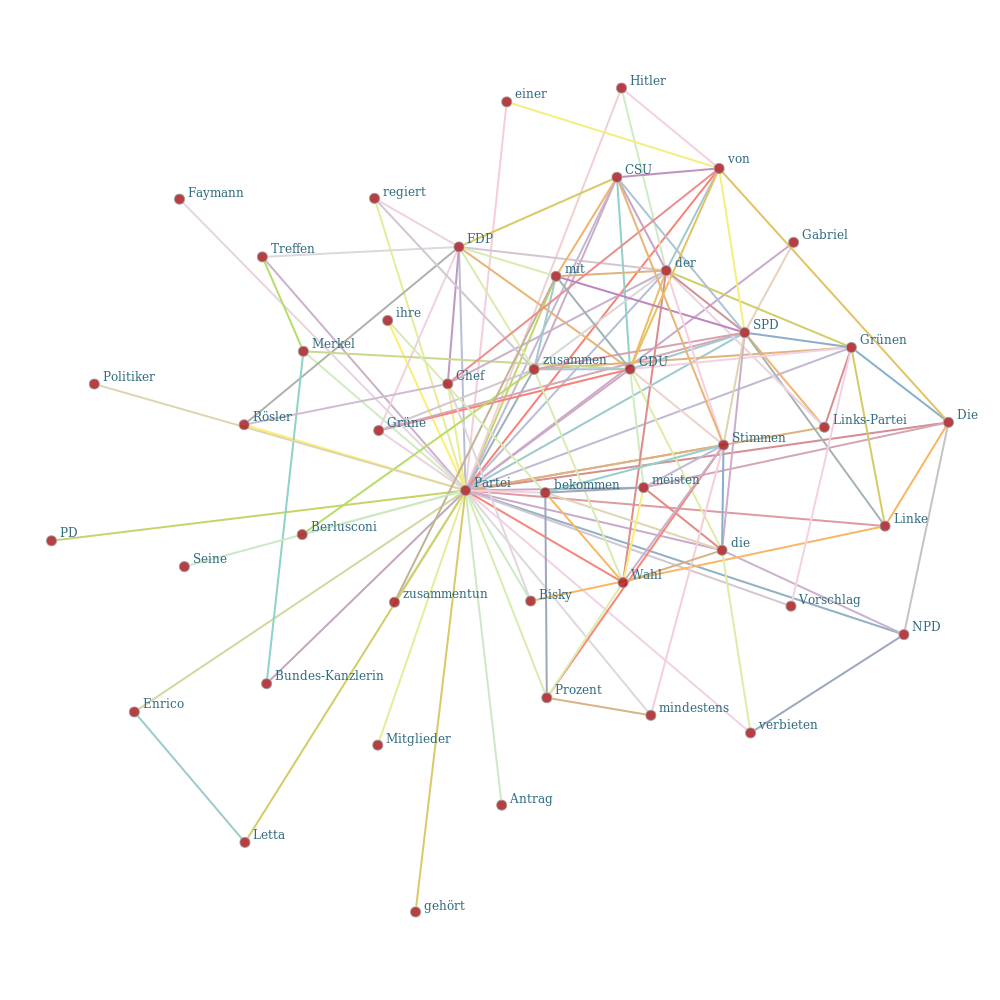 Hitler
einer
von
CSU
Faymann
regiert
Gabriel
FDP
Treffen
der
mit
ihre
SPD
Grünen
Merkel
zusammen
CDU
Politiker
Chef
Rösler
Grüne
Links-Partei
Die
Stimmen
Partei
bekommen
meisten
Linke
PD
Berlusconi
die
Seine
Wahl
zusammentun
Bisky
Vorschlag
NPD
Bundes-Kanzlerin
Prozent
Enrico
mindestens
verbieten
Mitglieder
Antrag
Letta
gehört